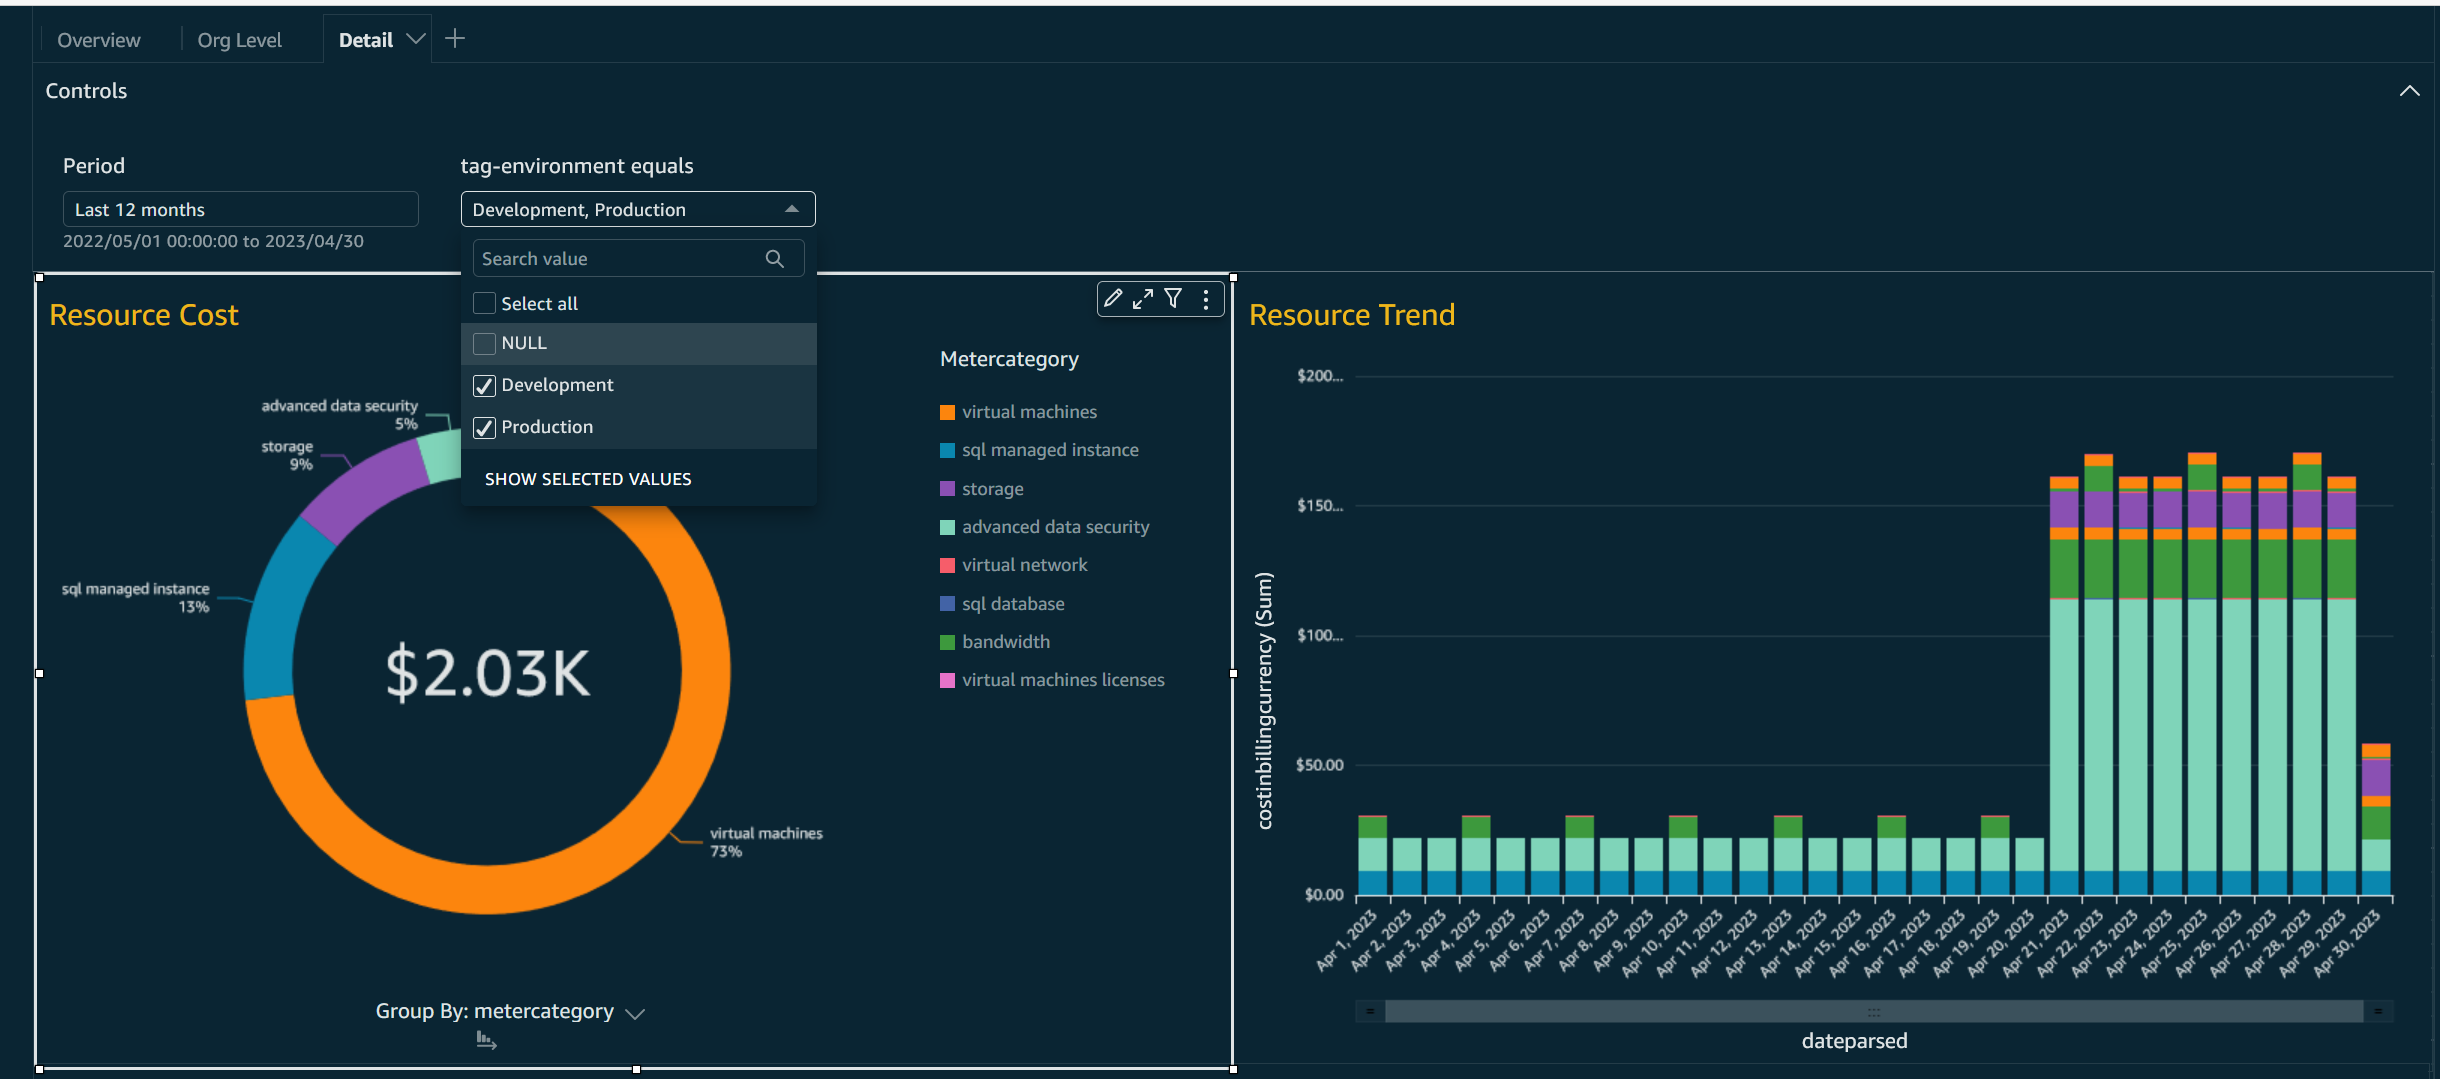 Overview
Org Level
Detail
Controls
Period
Last 12 months
2022/05/01 00:00:00 to 2023/04/30
tag-environment equals
Development, Production
Search value
Select all
NULL
Development
Production
SHOW SELECTED VALUES
Resource Cost
advanced data security
5%
storage
9%
sql managed instance
13%
$2.03K
virtual machines
73%
Metercategory
virtual machines
sql managed instance
storage
advanced data security
virtual network
sql database
bandwidth
virtual machines licenses
Group By: metercategory
Resource Trend
costinbillingcurrency (Sum)
$200...
$150...
$100...
$50.00
$0.00
Apr 1, 2023
Apr 2, 2023
Apr 3, 2023
Apr 4, 2023
Apr 5, 2023
Apr 6, 2023
Apr 7, 2023
Apr 8, 2023
Apr 9, 2023
Apr 10, 2023
Apr 11, 2023
Apr 12, 2023
Apr 13, 2023
Apr 14, 2023
Apr 15, 2023
Apr 16, 2023
Apr 17, 2023
Apr 18, 2023
Apr 19, 2023
Apr 20, 2023
Apr 21, 2023
Apr 22, 2023
Apr 23, 2023
Apr 24, 2023
Apr 25, 2023
Apr 26, 2023
Apr 27, 2023
Apr 28, 2023
Apr 29, 2023
Apr 30, 2023
dateparsed